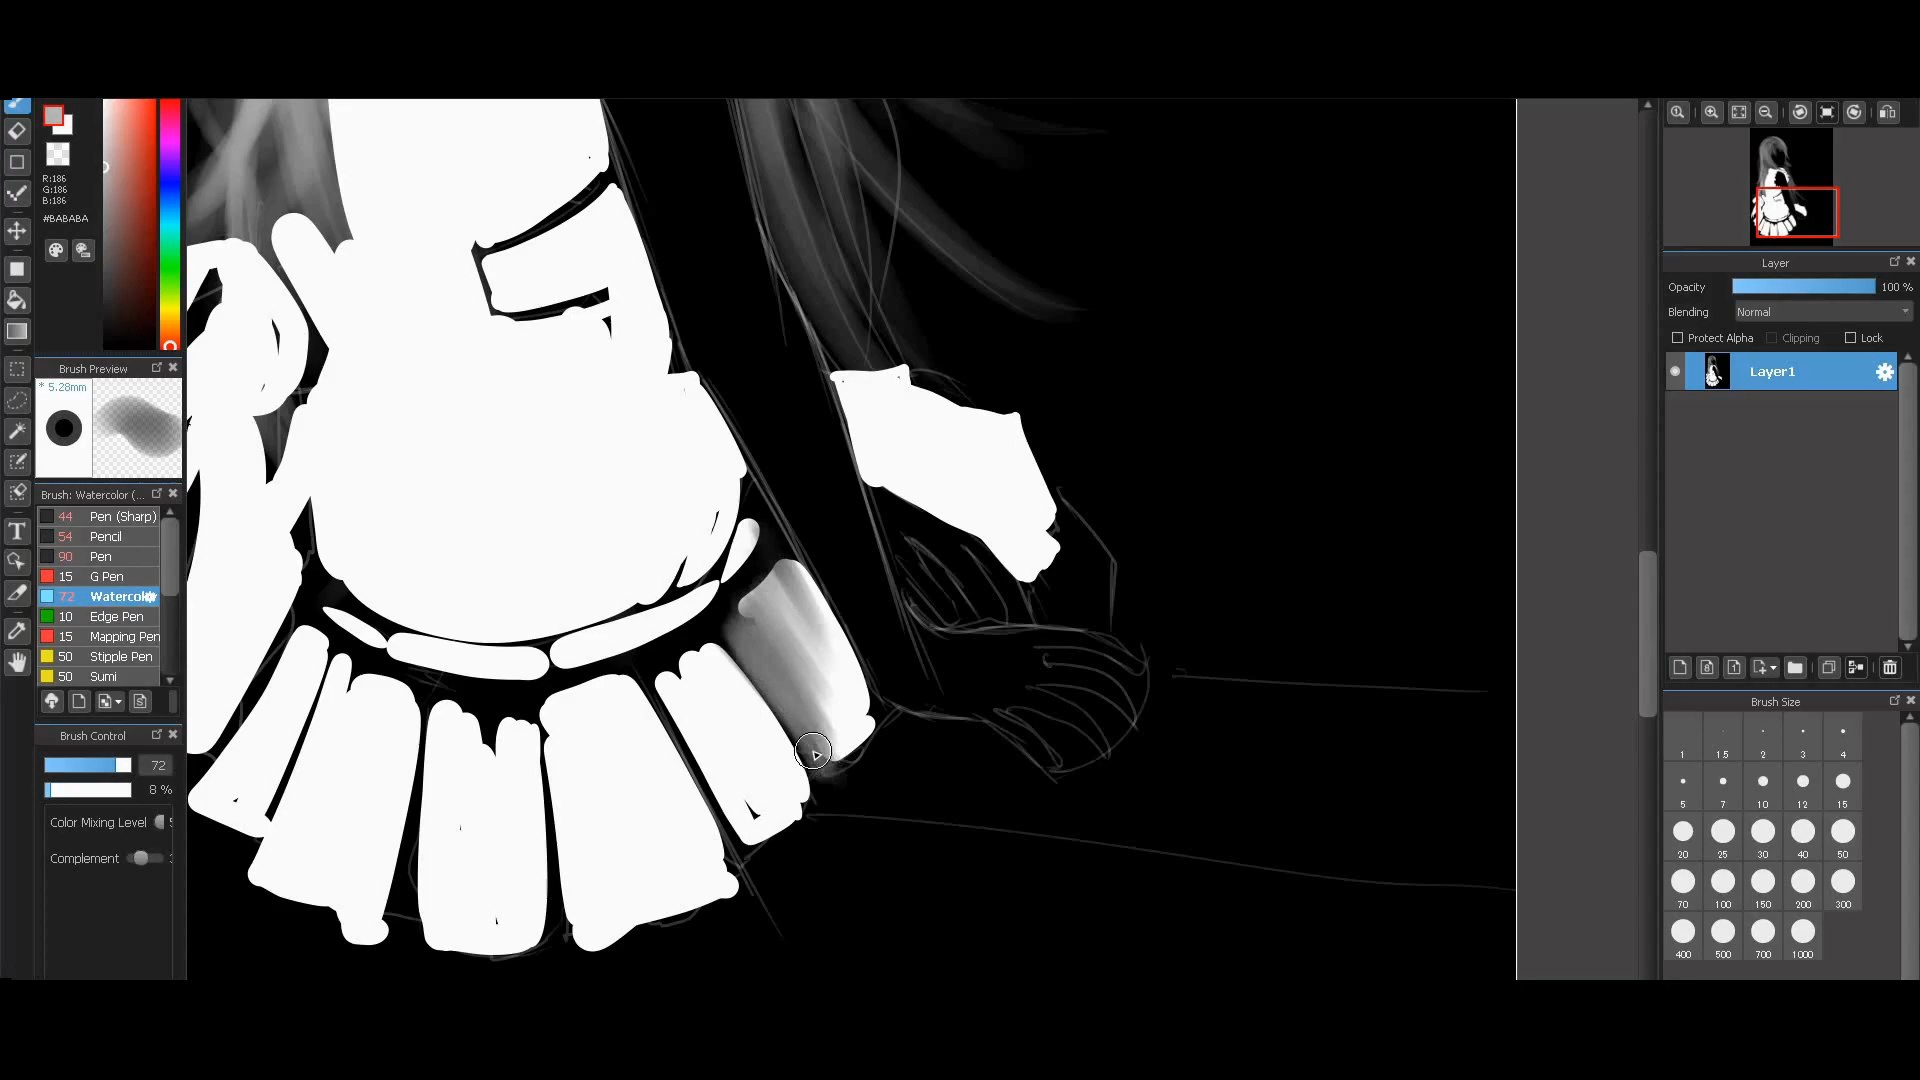 R:186
G:186
B:186
#BABABA
Brush Preview
* 5.28mm
Brush: Watercolor (...
44 Pen (Sharp)
54 Pencil
90 Pen
15 G Pen
72
10 Edge Pen
15 Mapping Pen
50 Stipple Pen
50 Sumi
Brush Control
72
8 %
Color Mixing Level
Complement
T
Layer
Opacity 100 %
Blending Normal
Protect Alpha Clipping Lock
Layer1
Brush Size
1 1.5 2 3 4
5 7 10 12 15
20 25 30 40 50
70 100 150 200 300
400 500 700 1000